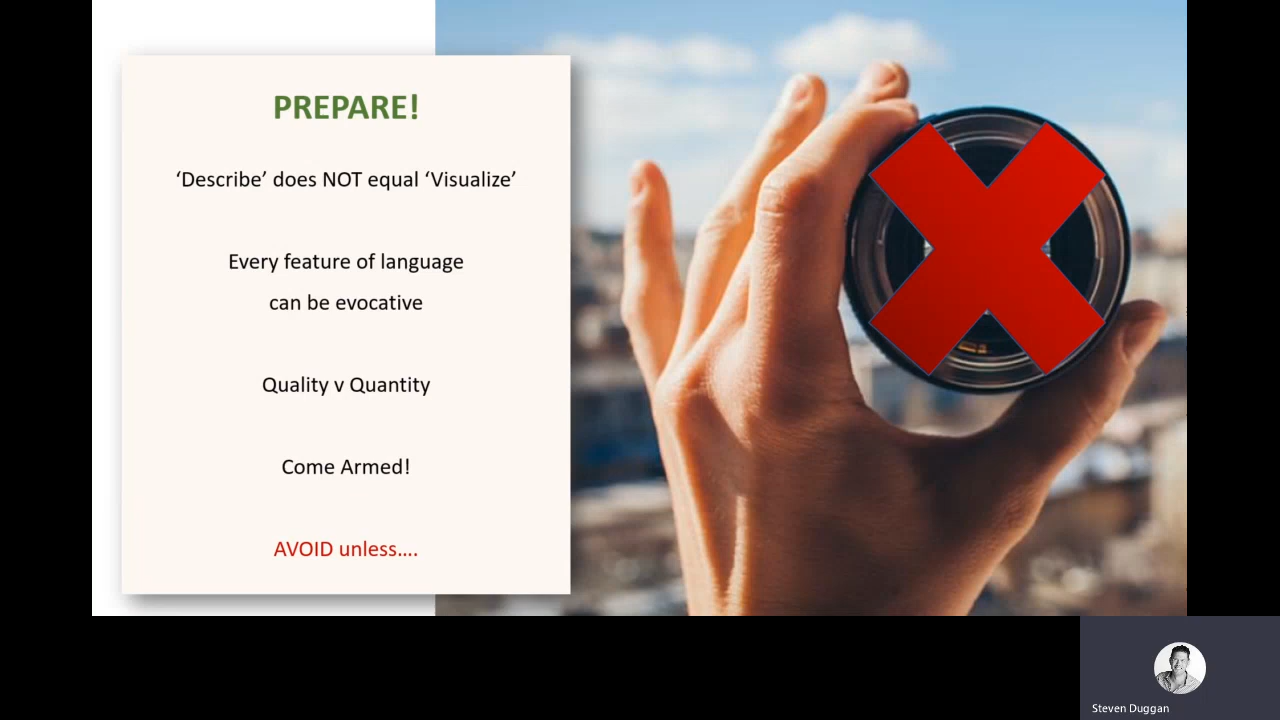 PREPARE!
‘Describe’ does NOT equal ‘Visualize’
Every feature of language
can be evocative
Quality v Quantity
Come Armed!
AVOID unless….
Steven Duggan